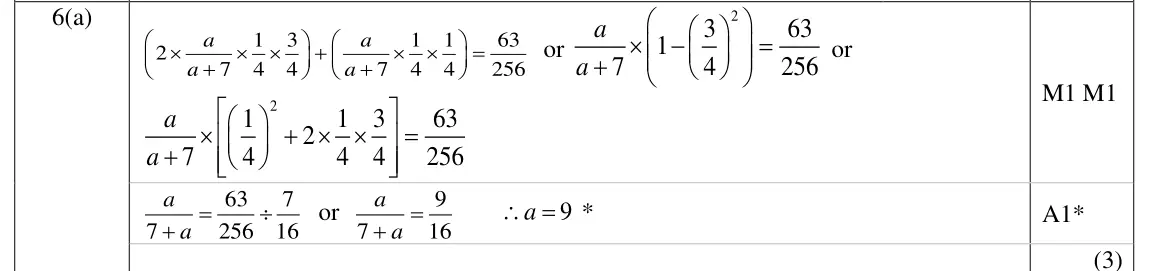 6(a)
(2 × a/(a + 7) × 1/4 × 3/4) + (a/(a + 7) × 1/4 × 1/4) = 63/256 or a/(a + 7) × (1 − (3/4)²) = 63/256 or
a/(a + 7) × [(1/4)² + 2 × 1/4 × 3/4] = 63/256
M1 M1
a/(7 + a) = 63/256 ÷ 7/16 or a/(7 + a) = 9/16 ∴ a = 9 *
A1*
(3)